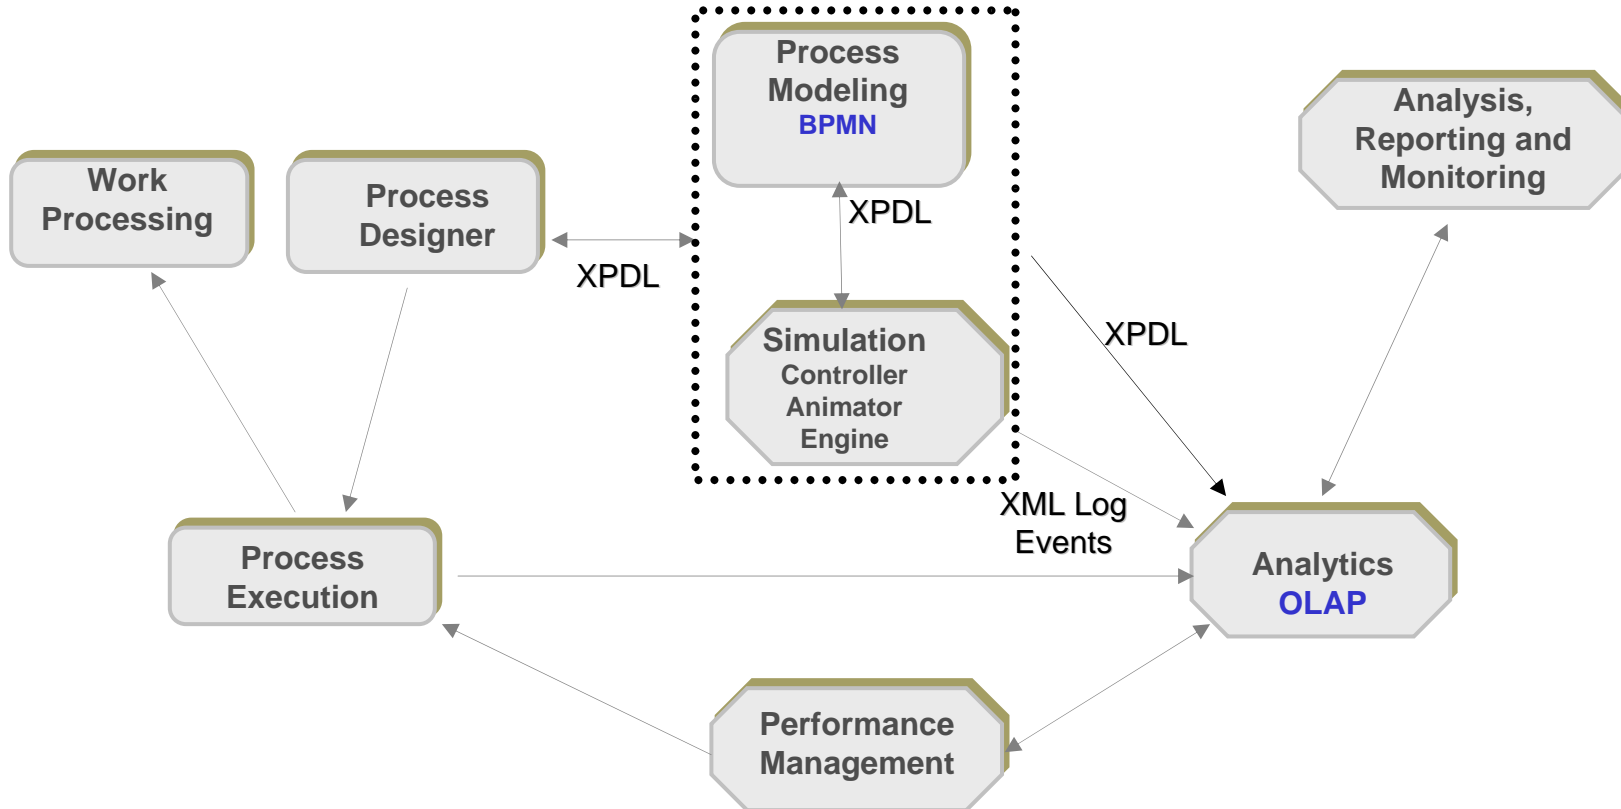 Process
Modeling
BPMN
Analysis,
Reporting and
Monitoring
Work
Processing
Process
Designer
XPDL
XPDL
Simulation
Controller
Animator
Engine
XPDL
XML Log
Events
Process
Execution
Analytics
OLAP
Performance
Management